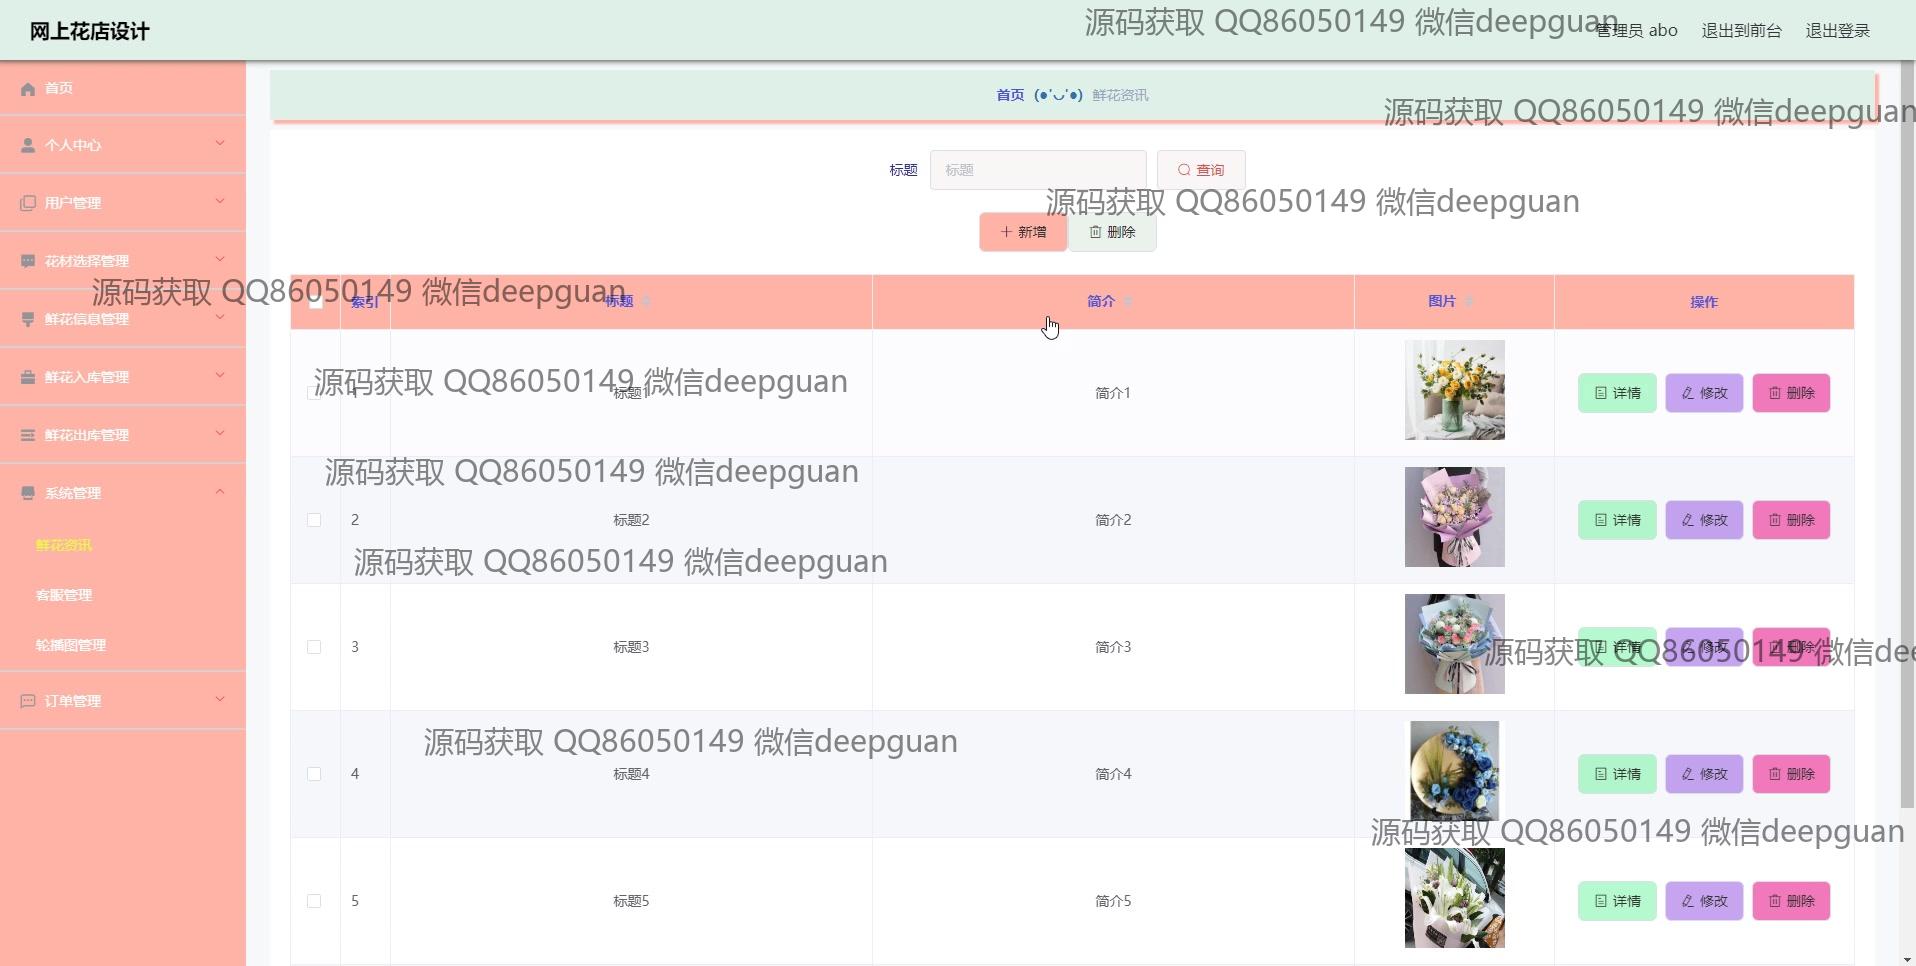 网上花店设计
源码获取 QQ86050149 微信deepguan
管理员 abo 退出到前台 退出登录
首页
首页 (●'◡'●) 鲜花资讯
源码获取 QQ86050149 微信deepguan
个人中心
标题 标题 查询
用户管理
源码获取 QQ86050149 微信deepguan
新增 删除
花材选择管理
源码获取 QQ86050149 微信deepguan
索引 标题 简介 图片 操作
鲜花信息管理
鲜花入库管理
源码获取 QQ86050149 微信deepguan
1 标题1 简介1 详情 修改 删除
鲜花出库管理
源码获取 QQ86050149 微信deepguan
系统管理
2 标题2 简介2 详情 修改 删除
鲜花资讯
源码获取 QQ86050149 微信deepguan
客服管理
轮播图管理
3 标题3 简介3 详情 修改 删除
源码获取 QQ86050149 微信dee
订单管理
源码获取 QQ86050149 微信deepguan
4 标题4 简介4 详情 修改 删除
源码获取 QQ86050149 微信deepguan
5 标题5 简介5 详情 修改 删除